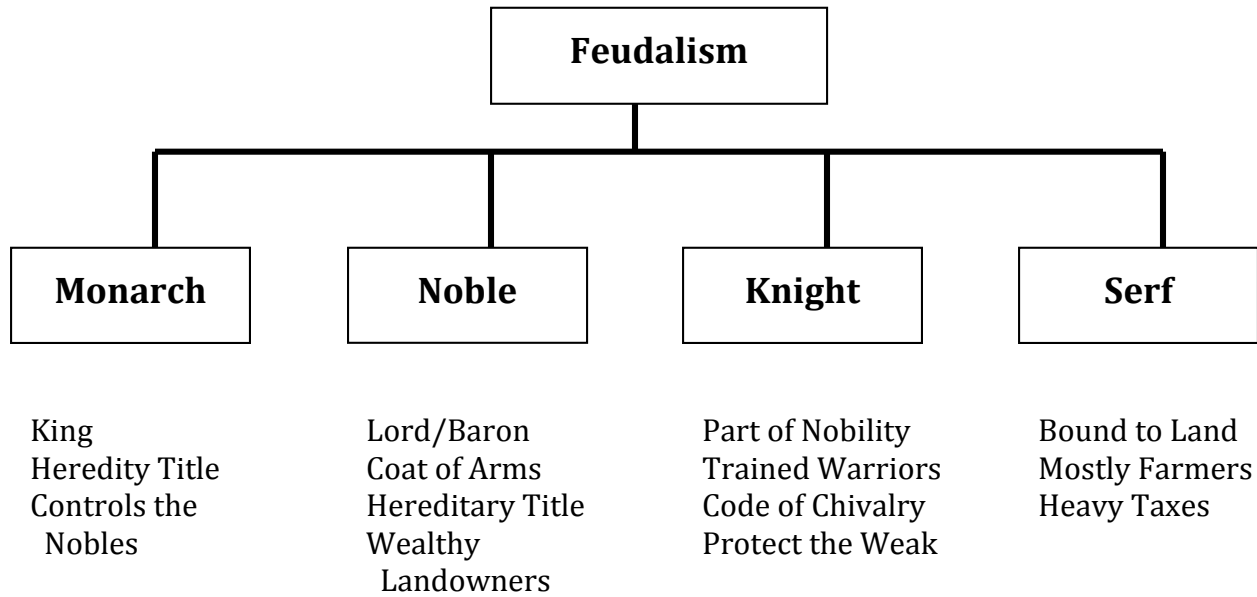 Feudalism
Monarch
Noble
Knight
Serf
King
Heredity Title
Controls the
Nobles
Lord/Baron
Coat of Arms
Hereditary Title
Wealthy
Landowners
Part of Nobility
Trained Warriors
Code of Chivalry
Protect the Weak
Bound to Land
Mostly Farmers
Heavy Taxes